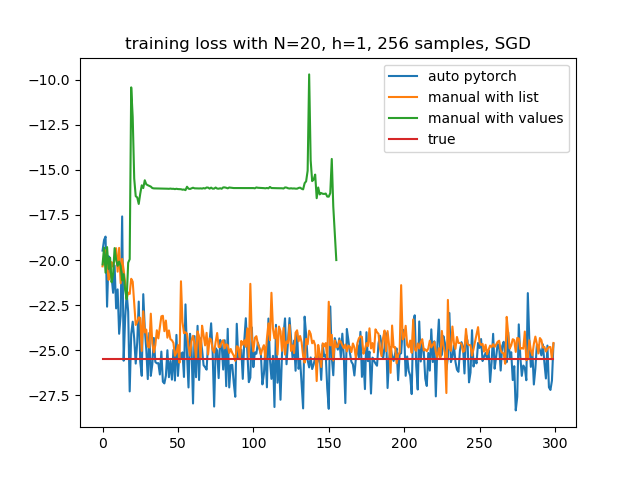 training loss with N=20, h=1, 256 samples, SGD
auto pytorch
manual with list
manual with values
true
−10.0
−12.5
−15.0
−17.5
−20.0
−22.5
−25.0
−27.5
0 50 100 150 200 250 300